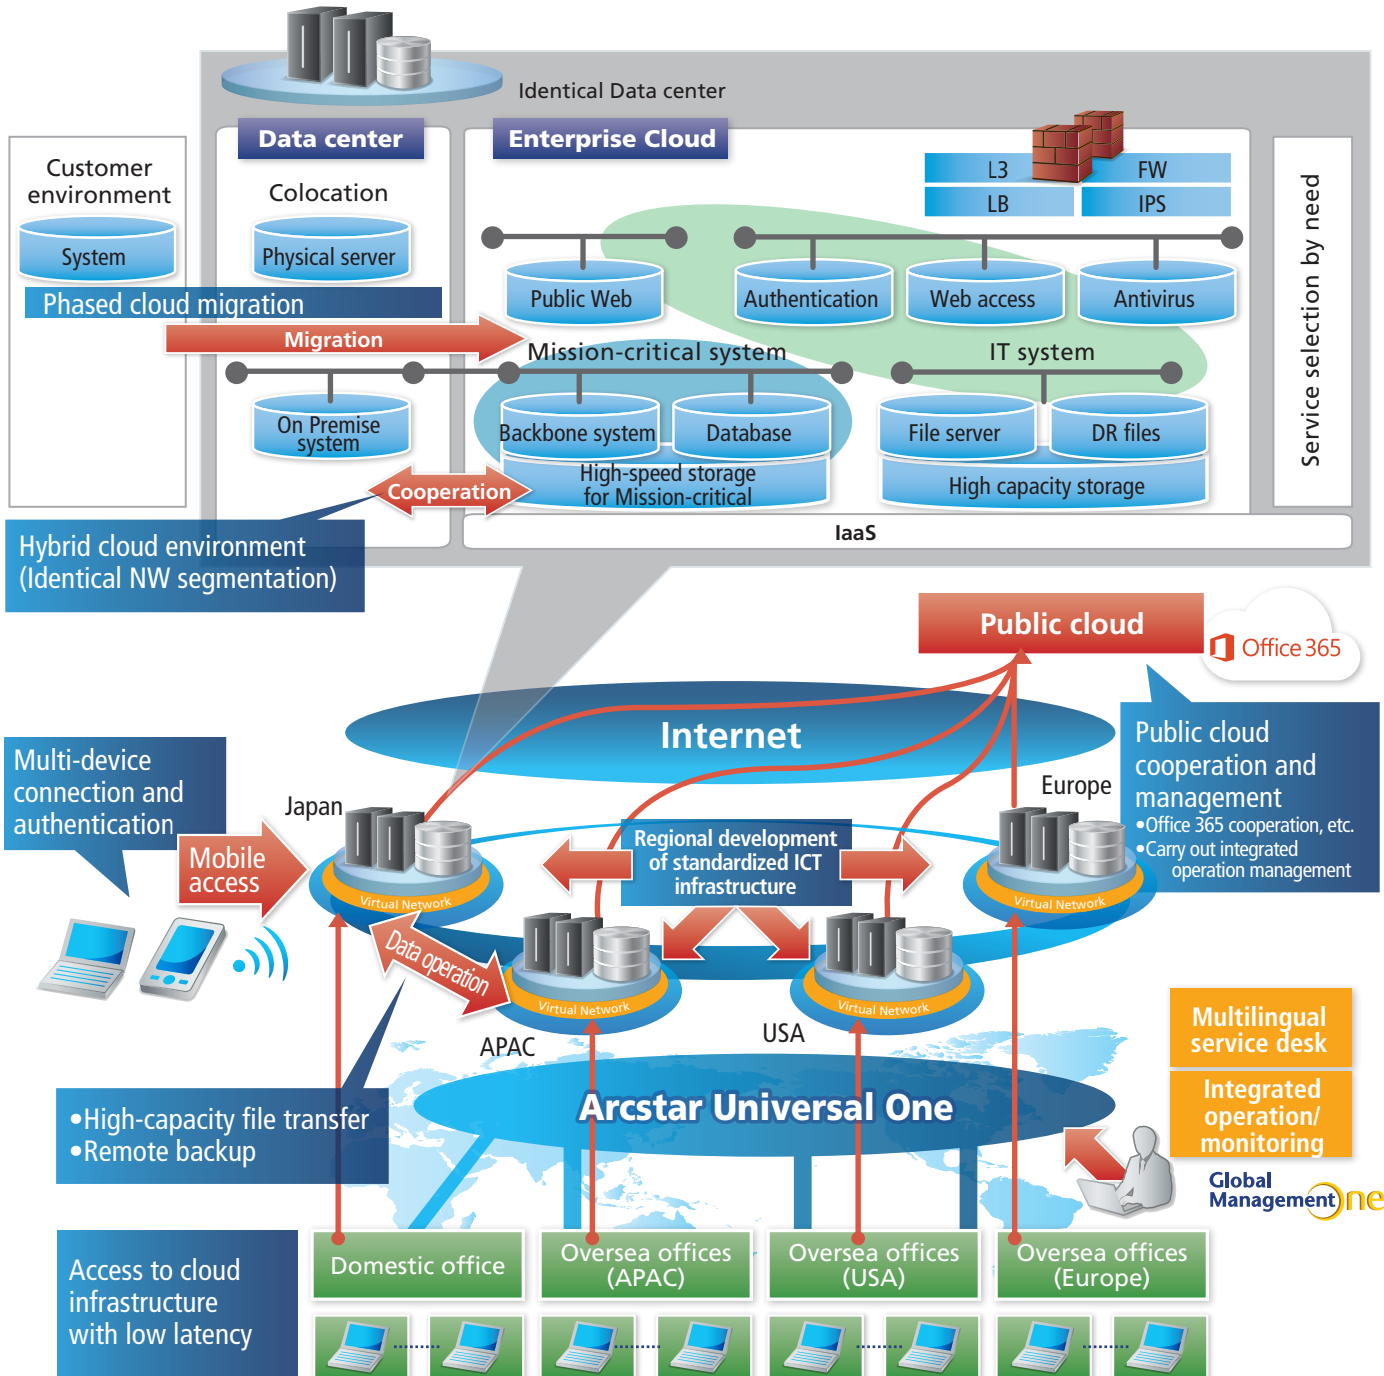 Identical Data center
Data center
Enterprise Cloud
Customer
environment
System
Colocation
Physical server
L3
FW
LB
IPS
Public Web
Authentication
Web access
Antivirus
Service selection by need
Phased cloud migration
Migration
Mission-critical system
IT system
On Premise
system
Backbone system
Database
File server
DR files
High-speed storage
for Mission-critical
High capacity storage
Cooperation
IaaS
Hybrid cloud environment
(Identical NW segmentation)
Public cloud
Office 365
Internet
Public cloud
cooperation and
management
•Office 365 cooperation, etc.
•Carry out integrated
operation management
Multi-device
connection and
authentication
Mobile
access
Japan
Europe
Regional development
of standardized ICT
infrastructure
Virtual Network
Virtual Network
Data operation
Virtual Network
Virtual Network
APAC
USA
Multilingual
service desk
Integrated
operation/
monitoring
Global
Management One
Arcstar Universal One
•High-capacity file transfer
•Remote backup
Access to cloud
infrastructure
with low latency
Domestic office
Oversea offices
(APAC)
Oversea offices
(USA)
Oversea offices
(Europe)